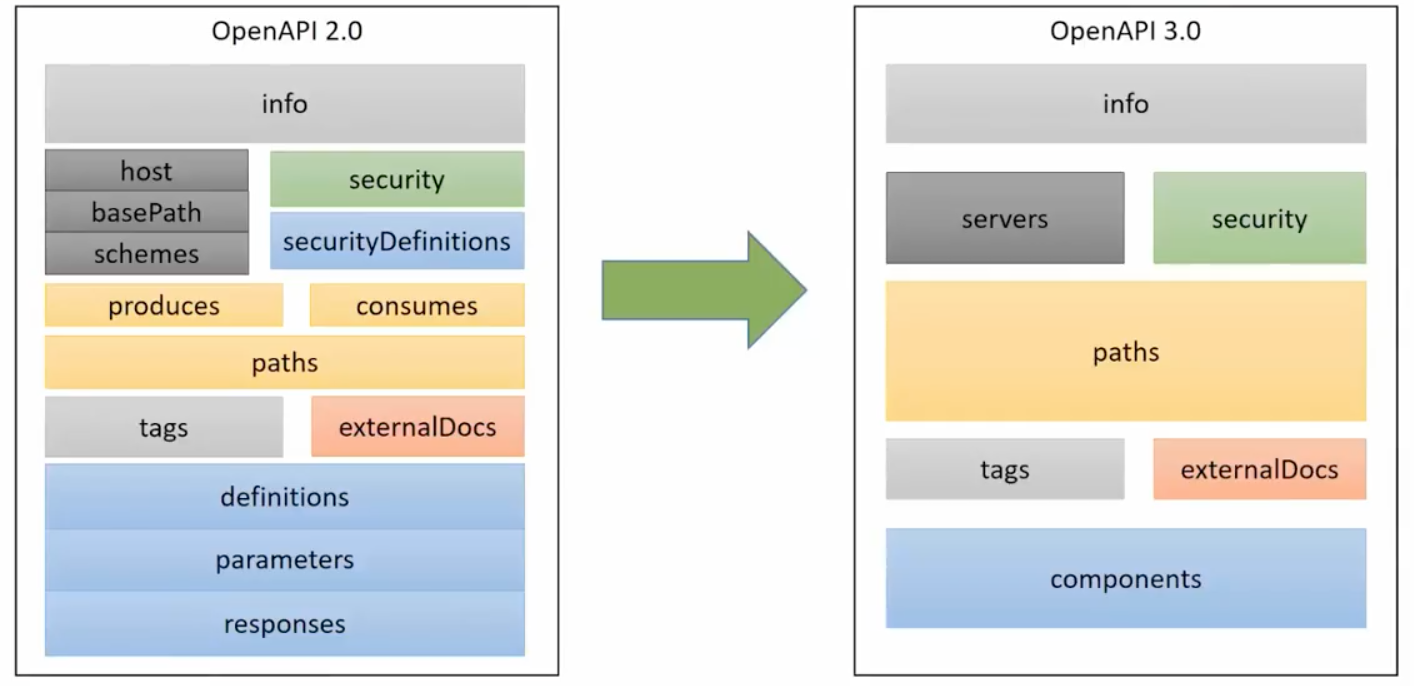 OpenAPI 2.0
info
host
basePath
schemes
security
securityDefinitions
produces
consumes
paths
tags
externalDocs
definitions
parameters
responses
OpenAPI 3.0
info
servers
security
paths
tags
externalDocs
components